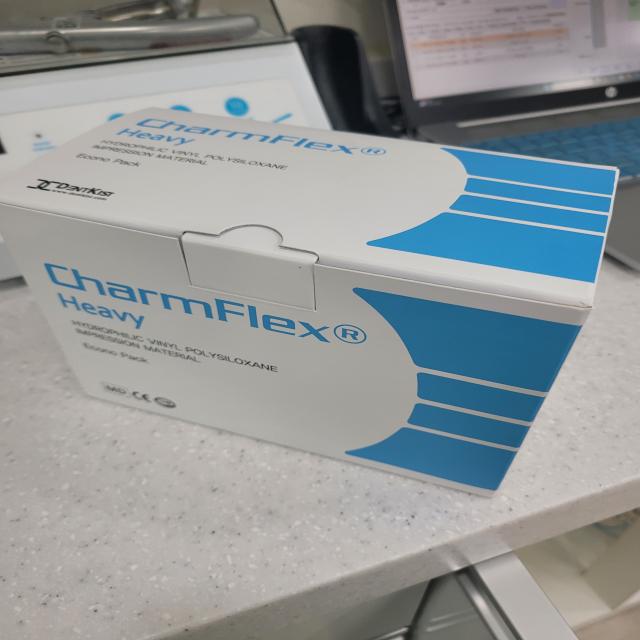 CharmFlex®
Heavy
HYDROPHILIC VINYL POLYSILOXANE
IMPRESSION MATERIAL
Econo Pack
DENTKIST
CharmFlex®
Heavy
HYDROPHILIC VINYL POLYSILOXANE
IMPRESSION MATERIAL
Econo Pack
CE
hp